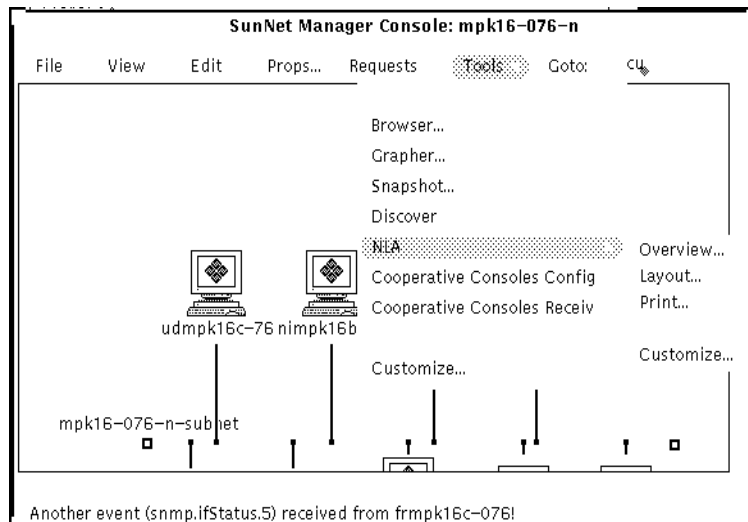 SunNet Manager Console: mpk16-076-n
File View Edit Props... Requests Tools Goto: cu
Browser...
Grapher...
Snapshot...
Discover
NLA
Overview...
Cooperative Consoles Config
Layout...
Cooperative Consoles Receiv
Print...
udmpk16c-76 nimpk16b
Customize...
Customize...
mpk16-076-n-subnet
Another event (snmp.ifStatus.5) received from frmpk16c-076!